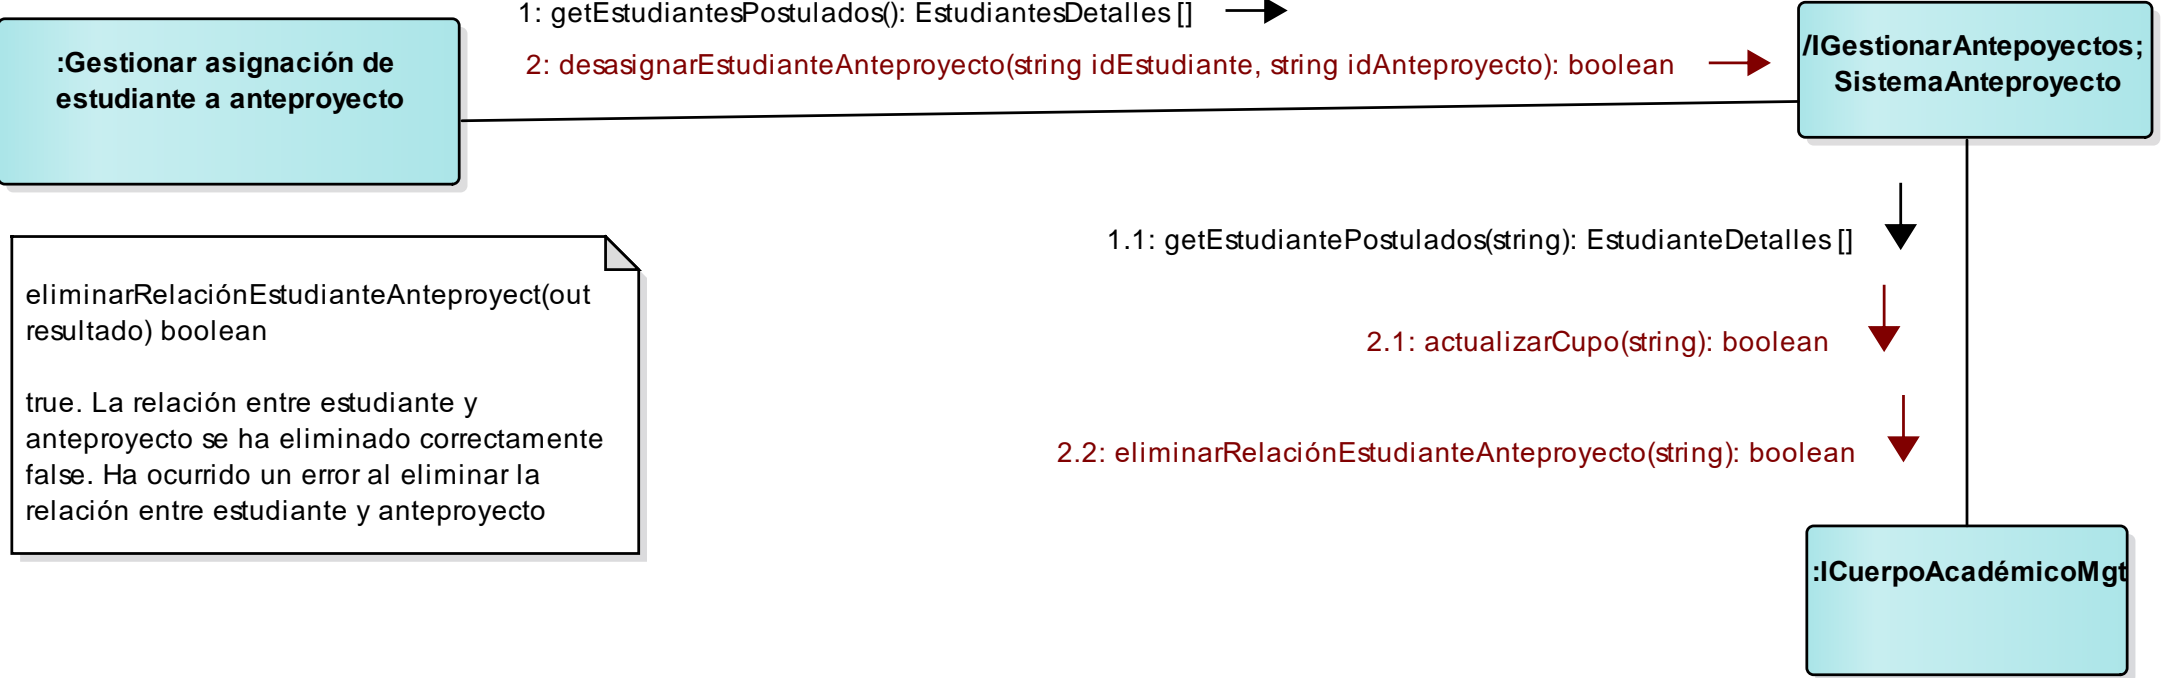 1: getEstudiantesPostulados(): EstudiantesDetalles []
:Gestionar asignación de
estudiante a anteproyecto
2: desasignarEstudianteAnteproyecto(string idEstudiante, string idAnteproyecto): boolean
/IGestionarAntepoyectos;
SistemaAnteproyecto
1.1: getEstudiantePostulados(string): EstudianteDetalles []
eliminarRelaciónEstudianteAnteproyect(out
resultado) boolean
2.1: actualizarCupo(string): boolean
true. La relación entre estudiante y
anteproyecto se ha eliminado correctamente
false. Ha ocurrido un error al eliminar la
relación entre estudiante y anteproyecto
2.2: eliminarRelaciónEstudianteAnteproyecto(string): boolean
:ICuerpoAcadémicoMgt